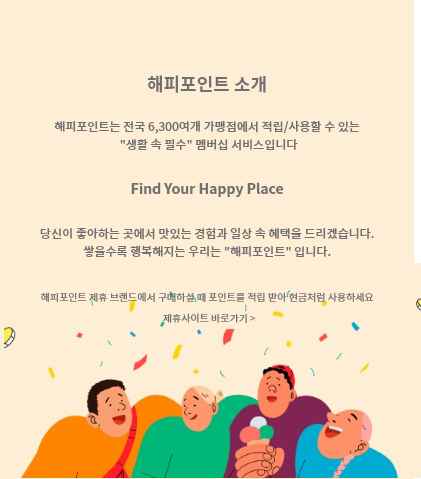 해피포인트 소개
해피포인트는 전국 6,300여개 가맹점에서 적립/사용할 수 있는
"생활 속 필수" 멤버십 서비스입니다
Find Your Happy Place
당신이 좋아하는 곳에서 맛있는 경험과 일상 속 혜택을 드리겠습니다.
쌓을수록 행복해지는 우리는 "해피포인트" 입니다.
해피포인트 제휴 브랜드에서 구매하실 때 포인트를 적립 받아 현금처럼 사용하세요
제휴사이트 바로가기 >